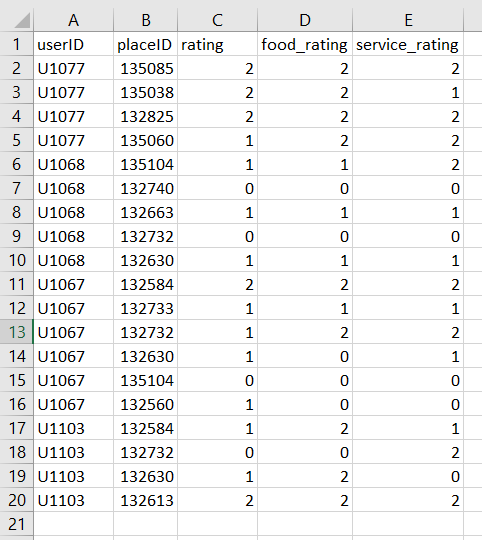 A B C D E
1 userID placeID rating food_rating service_rating
2 U1077 135085 2 2 2
3 U1077 135038 2 2 1
4 U1077 132825 2 2 2
5 U1077 135060 1 2 2
6 U1068 135104 1 1 2
7 U1068 132740 0 0 0
8 U1068 132663 1 1 1
9 U1068 132732 0 0 0
10 U1068 132630 1 1 1
11 U1067 132584 2 2 2
12 U1067 132733 1 1 1
13 U1067 132732 1 2 2
14 U1067 132630 1 0 1
15 U1067 135104 0 0 0
16 U1067 132560 1 0 0
17 U1103 132584 1 2 1
18 U1103 132732 0 0 2
19 U1103 132630 1 2 0
20 U1103 132613 2 2 2
21